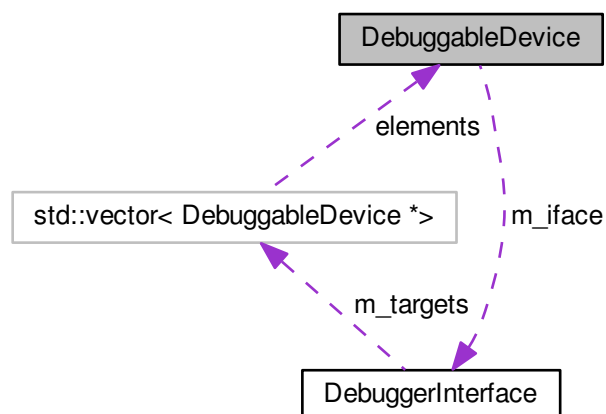 DebuggableDevice
elements
std::vector< DebuggableDevice *>
m_iface
m_targets
DebuggerInterface